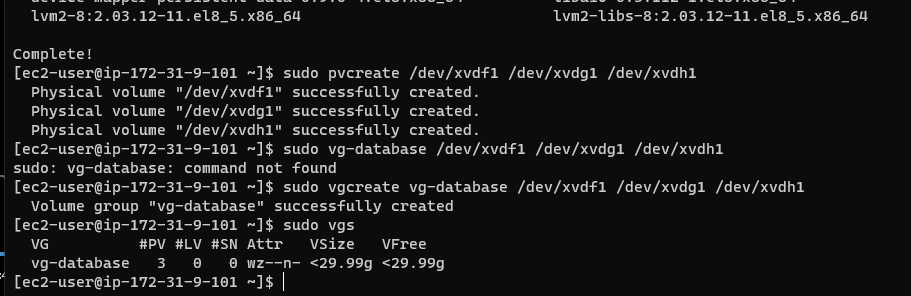 lvm2-8:2.03.12-11.el8_5.x86_64 lvm2-libs-8:2.03.12-11.el8_5.x86_64
Complete!
[ec2-user@ip-172-31-9-101 ~]$ sudo pvcreate /dev/xvdf1 /dev/xvdg1 /dev/xvdh1
  Physical volume "/dev/xvdf1" successfully created.
  Physical volume "/dev/xvdg1" successfully created.
  Physical volume "/dev/xvdh1" successfully created.
[ec2-user@ip-172-31-9-101 ~]$ sudo vg-database /dev/xvdf1 /dev/xvdg1 /dev/xvdh1
sudo: vg-database: command not found
[ec2-user@ip-172-31-9-101 ~]$ sudo vgcreate vg-database /dev/xvdf1 /dev/xvdg1 /dev/xvdh1
  Volume group "vg-database" successfully created
[ec2-user@ip-172-31-9-101 ~]$ sudo vgs
  VG          #PV #LV #SN Attr   VSize   VFree
  vg-database   3   0   0 wz--n- <29.99g <29.99g
[ec2-user@ip-172-31-9-101 ~]$